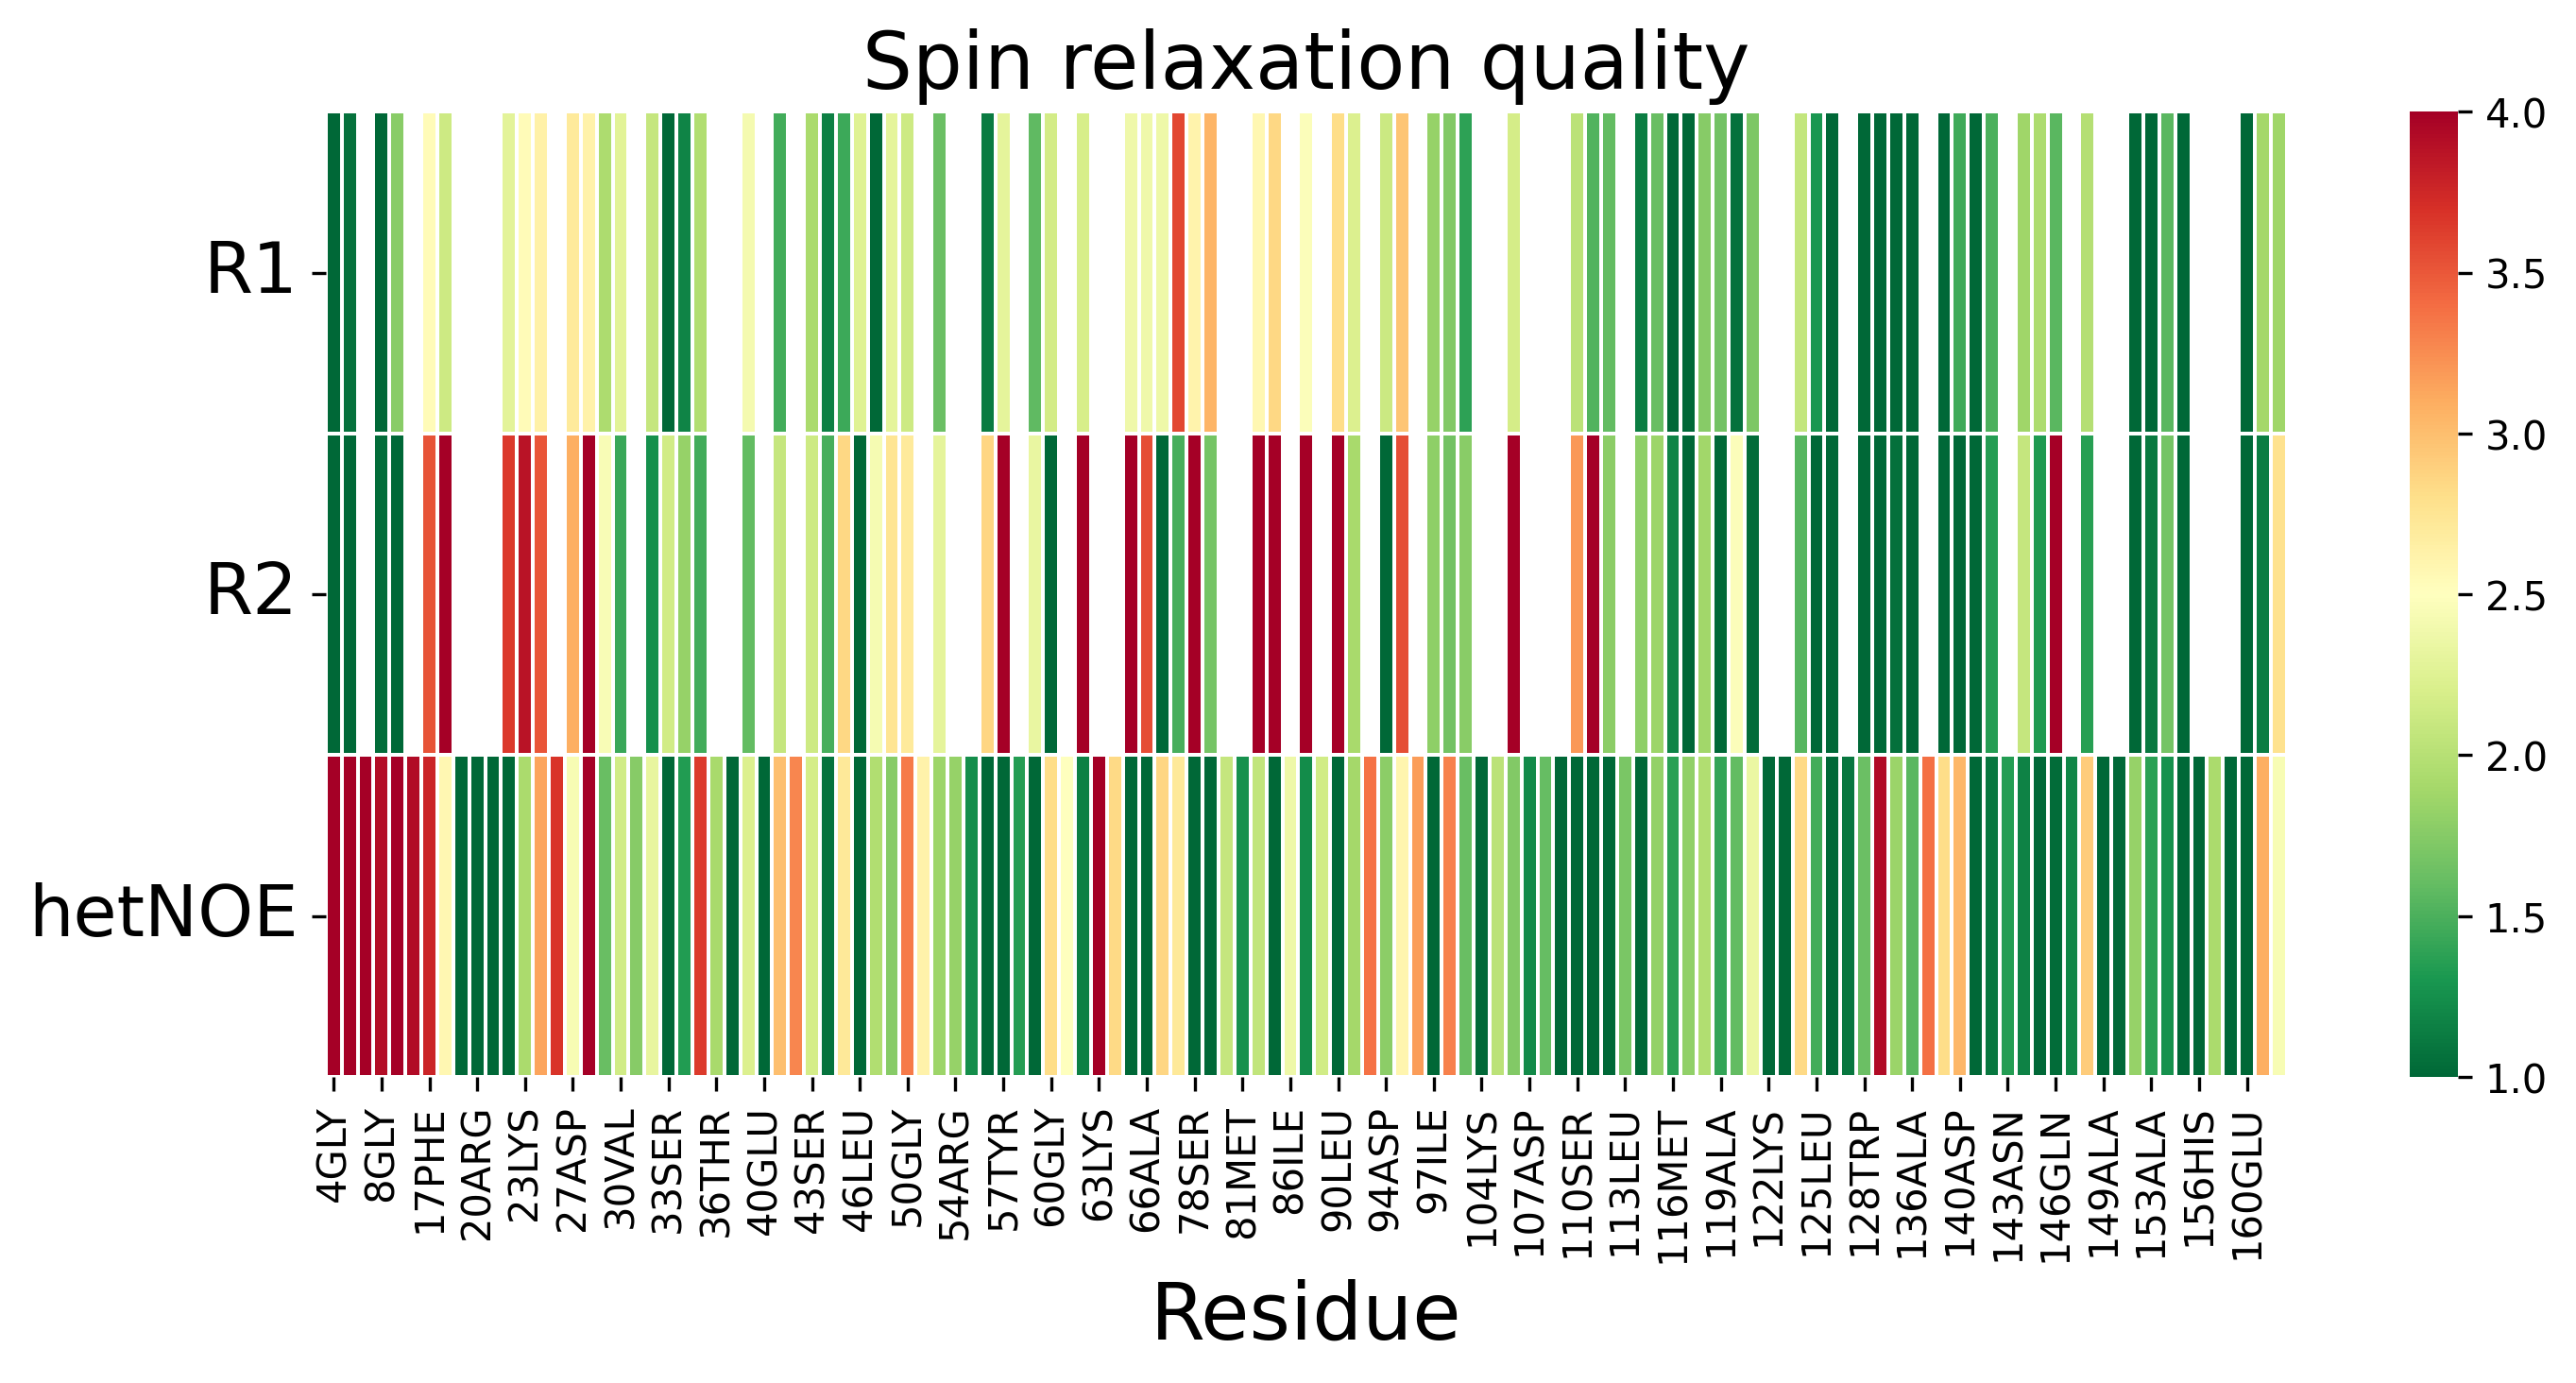 Spin relaxation quality
R1
R2
hetNOE
4GLY
8GLY
17PHE
20ARG
23LYS
27ASP
30VAL
33SER
36THR
40GLU
43SER
46LEU
50GLY
54ARG
57TYR
60GLY
63LYS
66ALA
78SER
81MET
86ILE
90LEU
94ASP
97ILE
104LYS
107ASP
110SER
113LEU
116MET
119ALA
122LYS
125LEU
128TRP
136ALA
140ASP
143ASN
146GLN
149ALA
153ALA
156HIS
160GLU
Residue
4.0
3.5
3.0
2.5
2.0
1.5
1.0